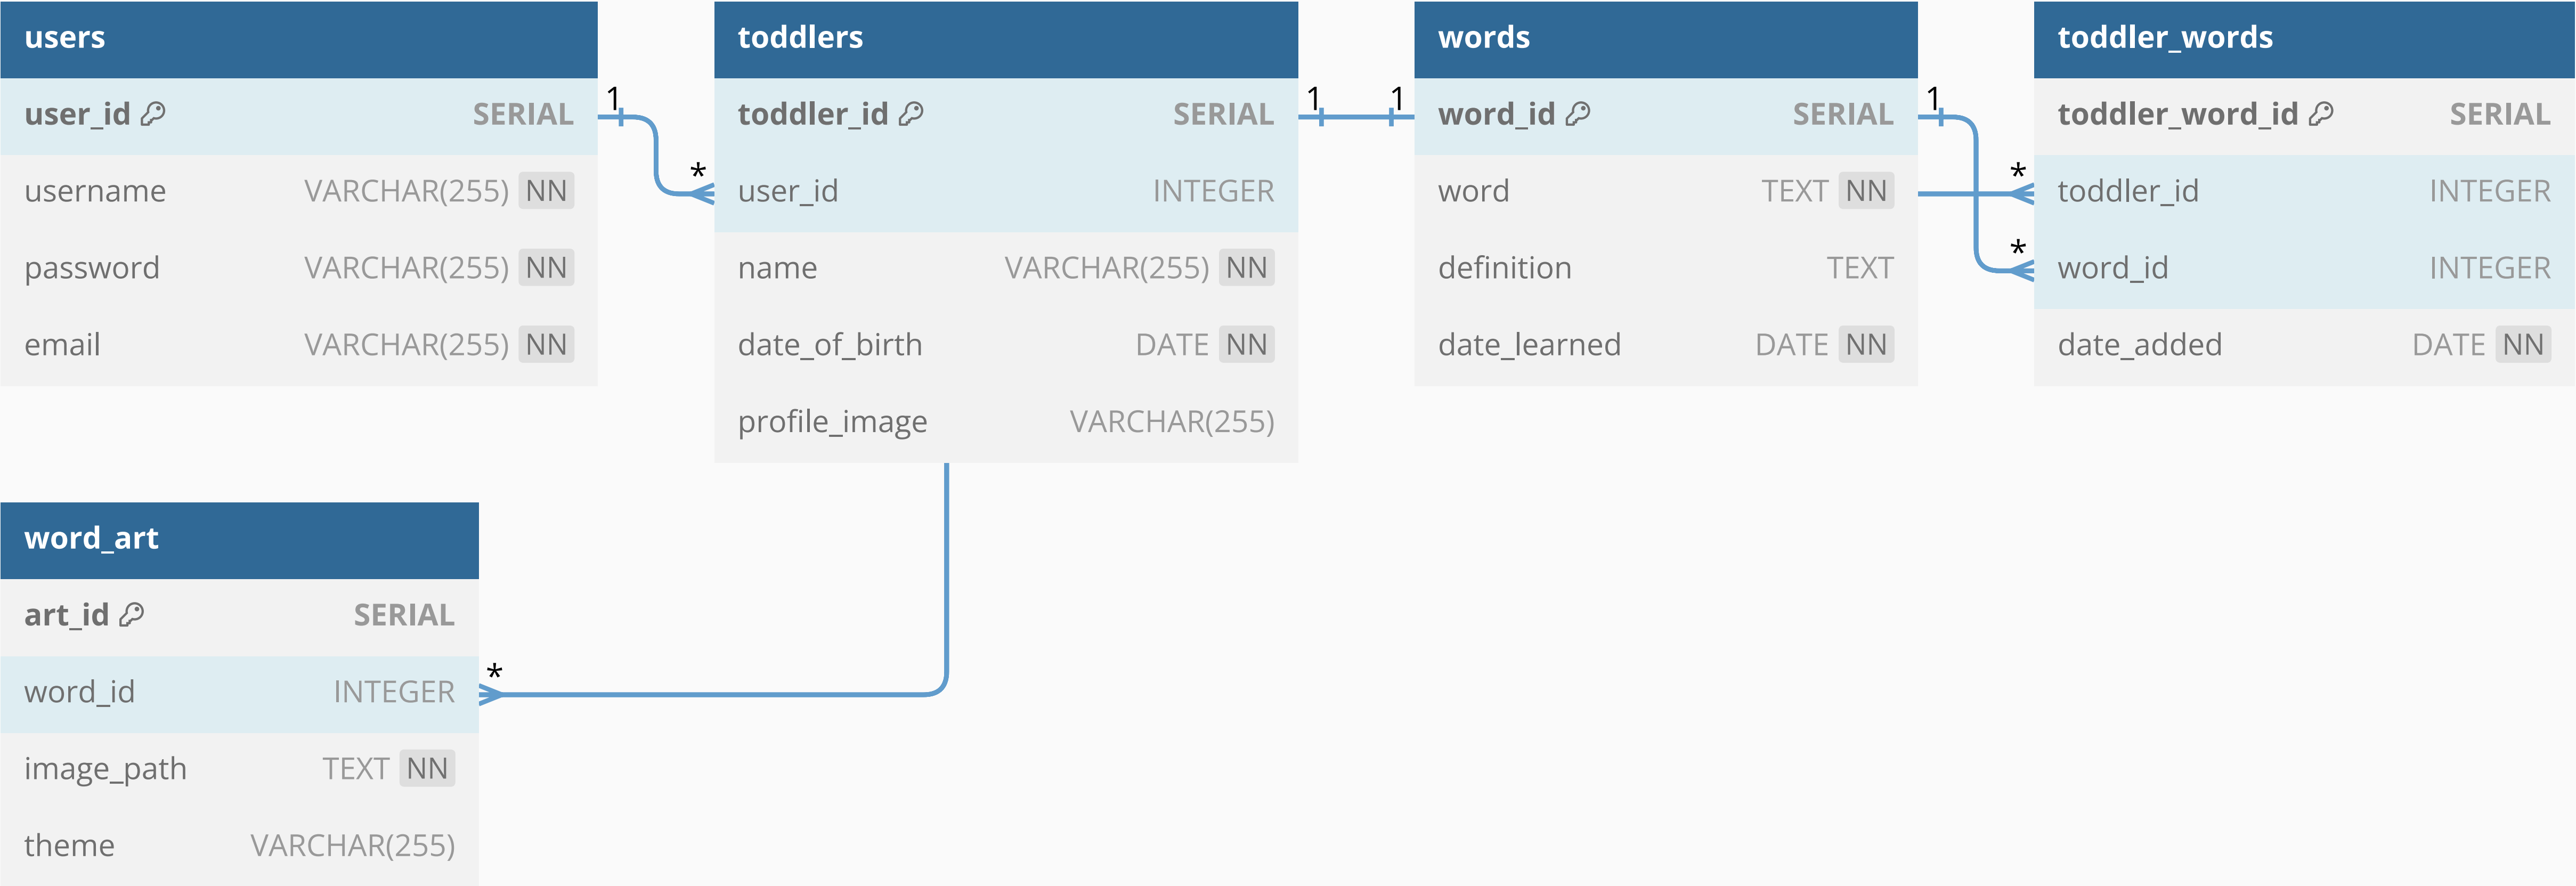 users
user_id SERIAL
username VARCHAR(255) NN
password VARCHAR(255) NN
email VARCHAR(255) NN
1
*
toddlers
toddler_id SERIAL
user_id INTEGER
name VARCHAR(255) NN
date_of_birth DATE NN
profile_image VARCHAR(255)
1
1
words
word_id SERIAL
word TEXT NN
definition TEXT
date_learned DATE NN
1
*
*
toddler_words
toddler_word_id SERIAL
toddler_id INTEGER
word_id INTEGER
date_added DATE NN
word_art
art_id SERIAL
word_id INTEGER
image_path TEXT NN
theme VARCHAR(255)
*